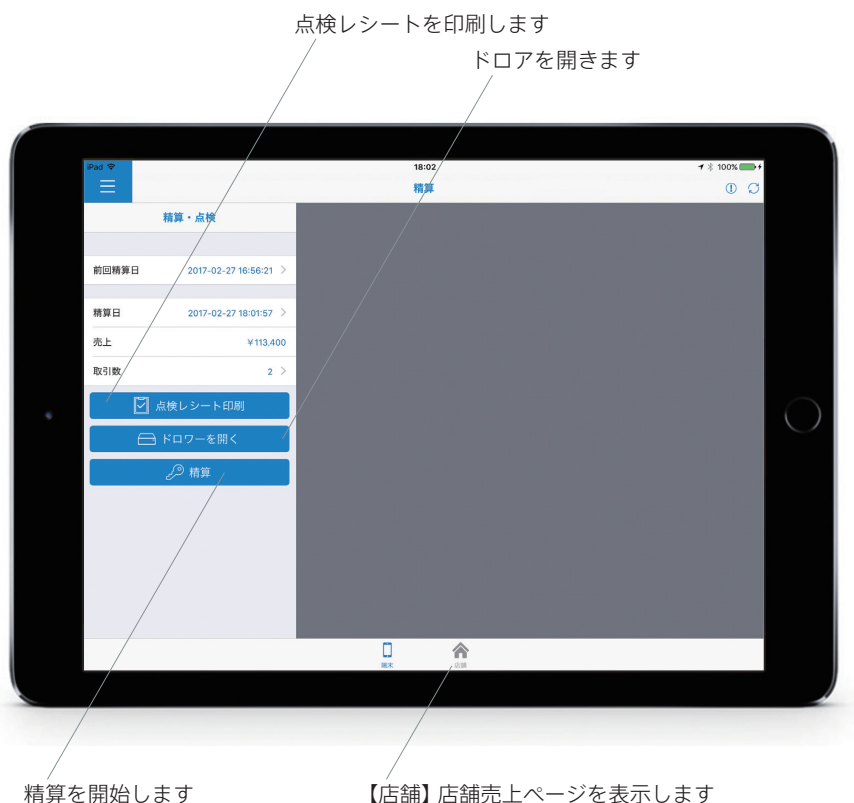 点検レシートを印刷します
ドロアを開きます
iPad 18:02 100%
精算
精算・点検
前回精算日 2017-02-27 16:56:21
精算日 2017-02-27 18:01:57
売上 ¥113,400
取引数 2
点検レシート印刷
ドロワーを開く
精算
端末 店舗
精算を開始します 【店舗】店舗売上ページを表示します